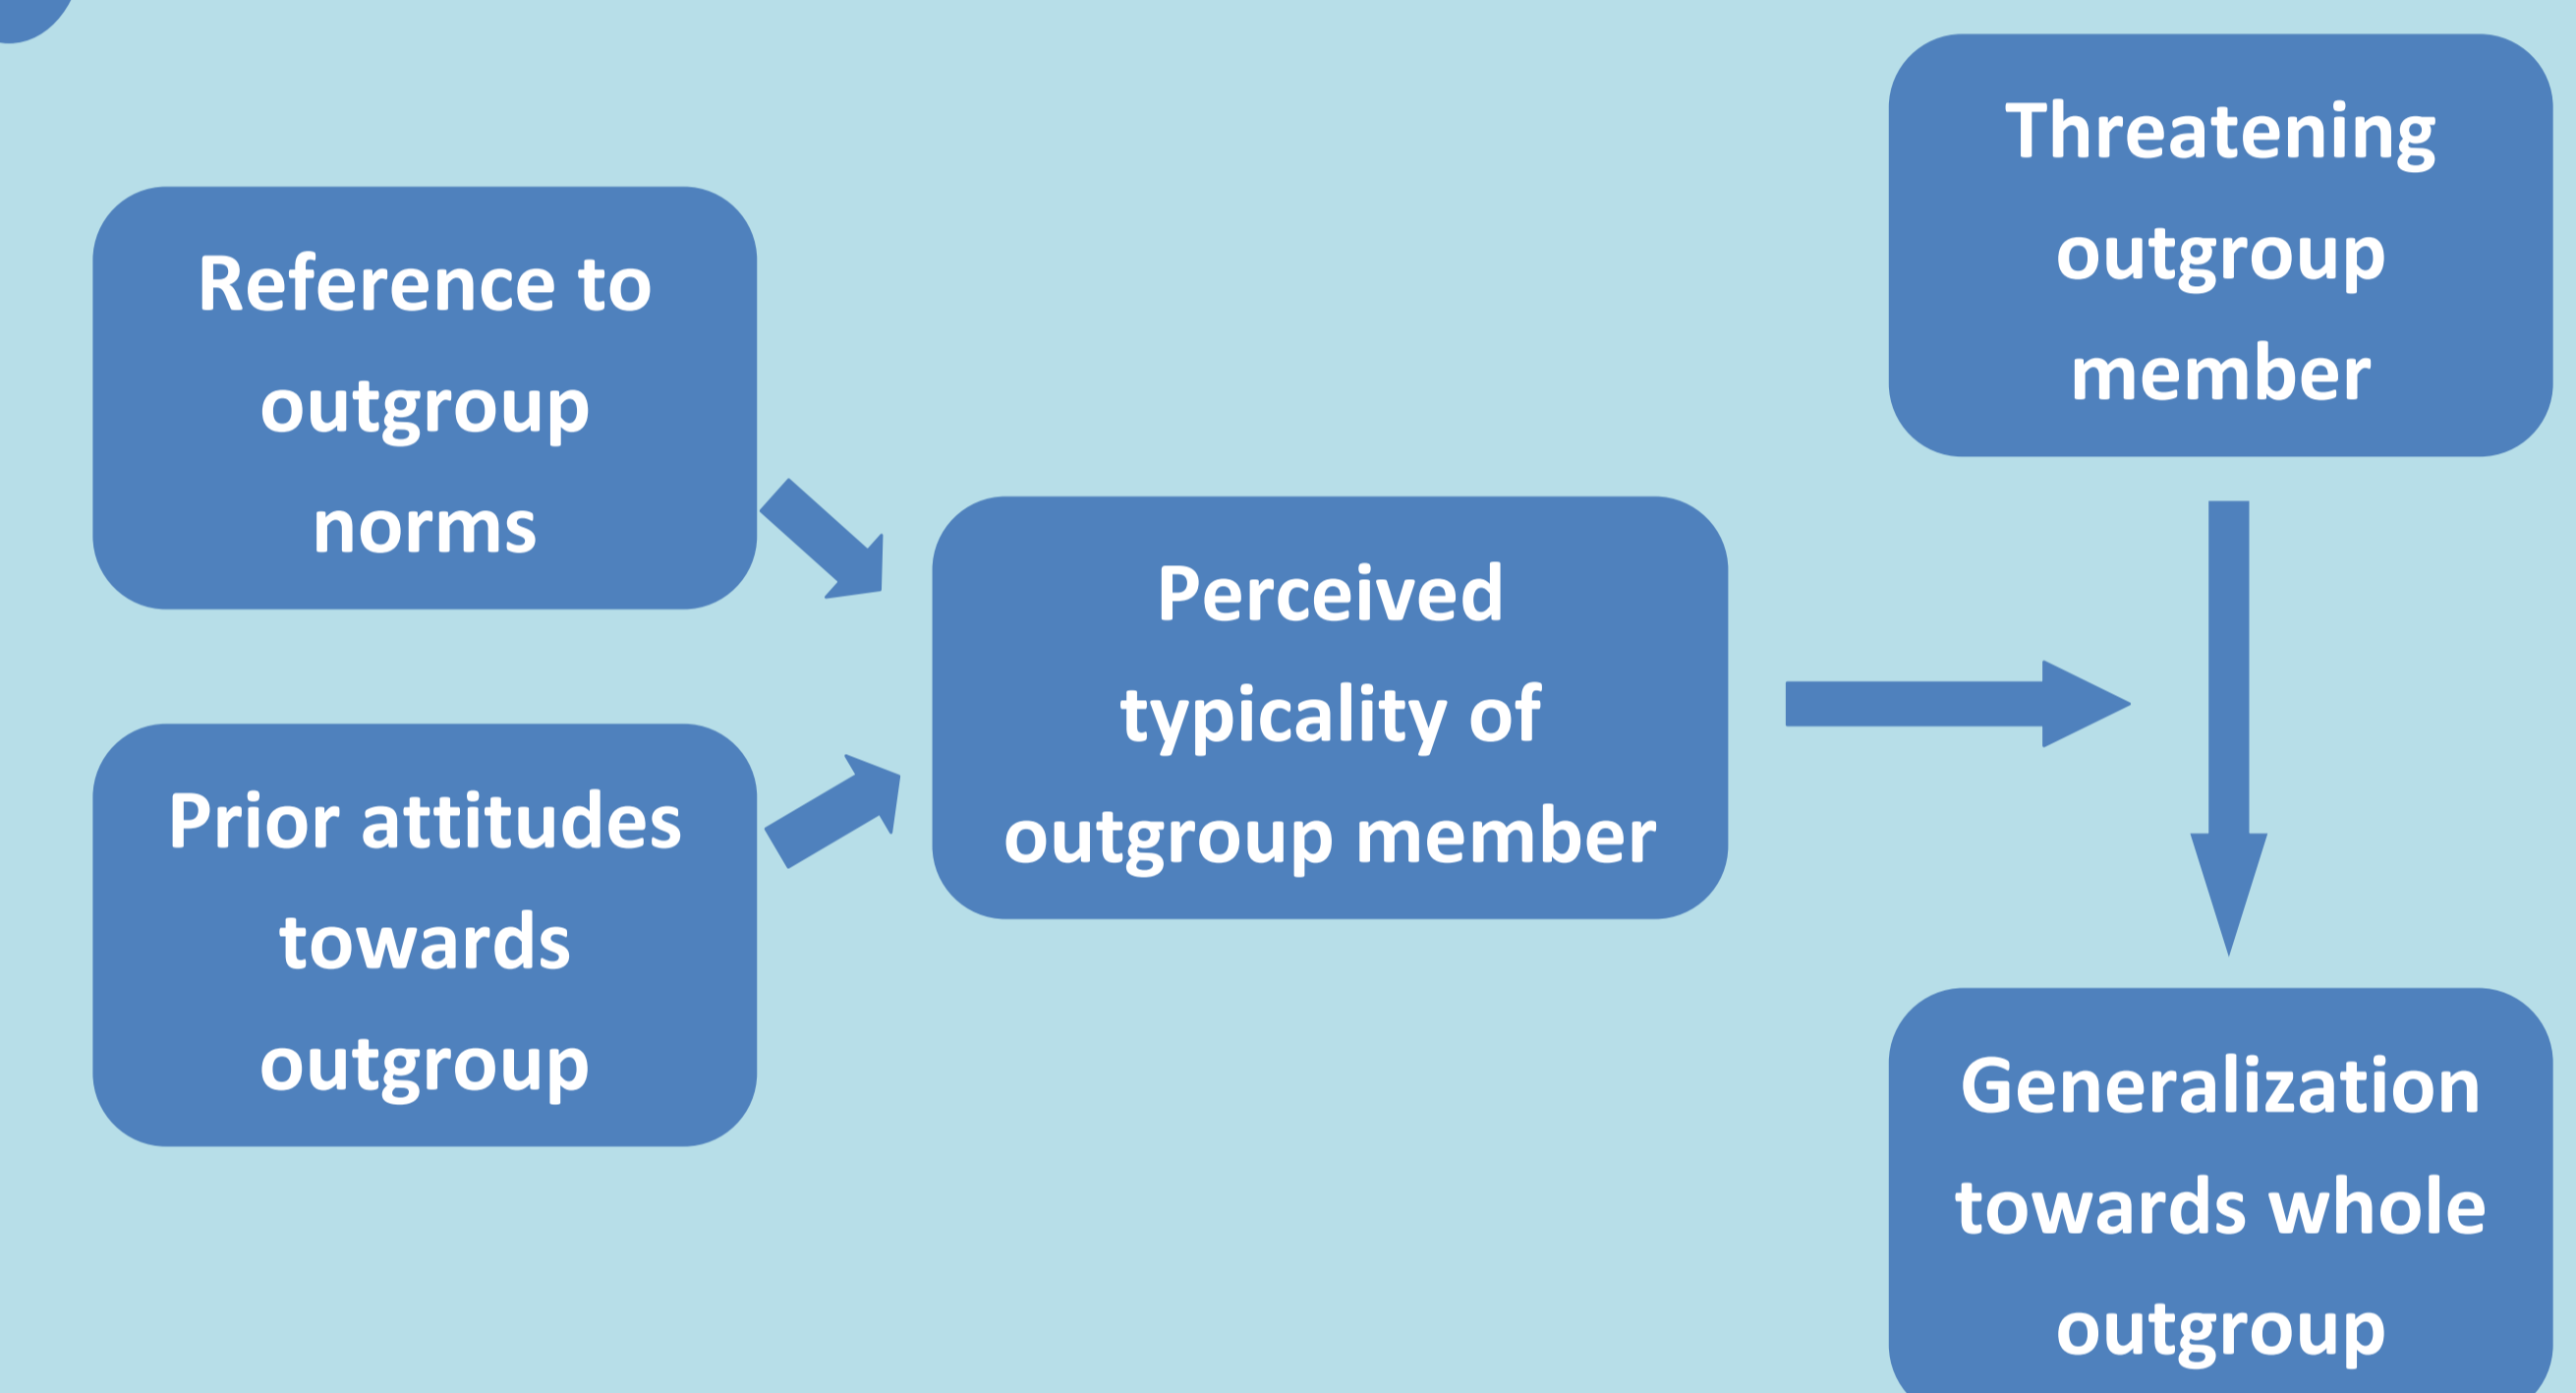 Reference to
outgroup
norms
Prior attitudes
towards
outgroup
Perceived
typicality of
outgroup member
Threatening
outgroup
member
Generalization
towards whole
outgroup